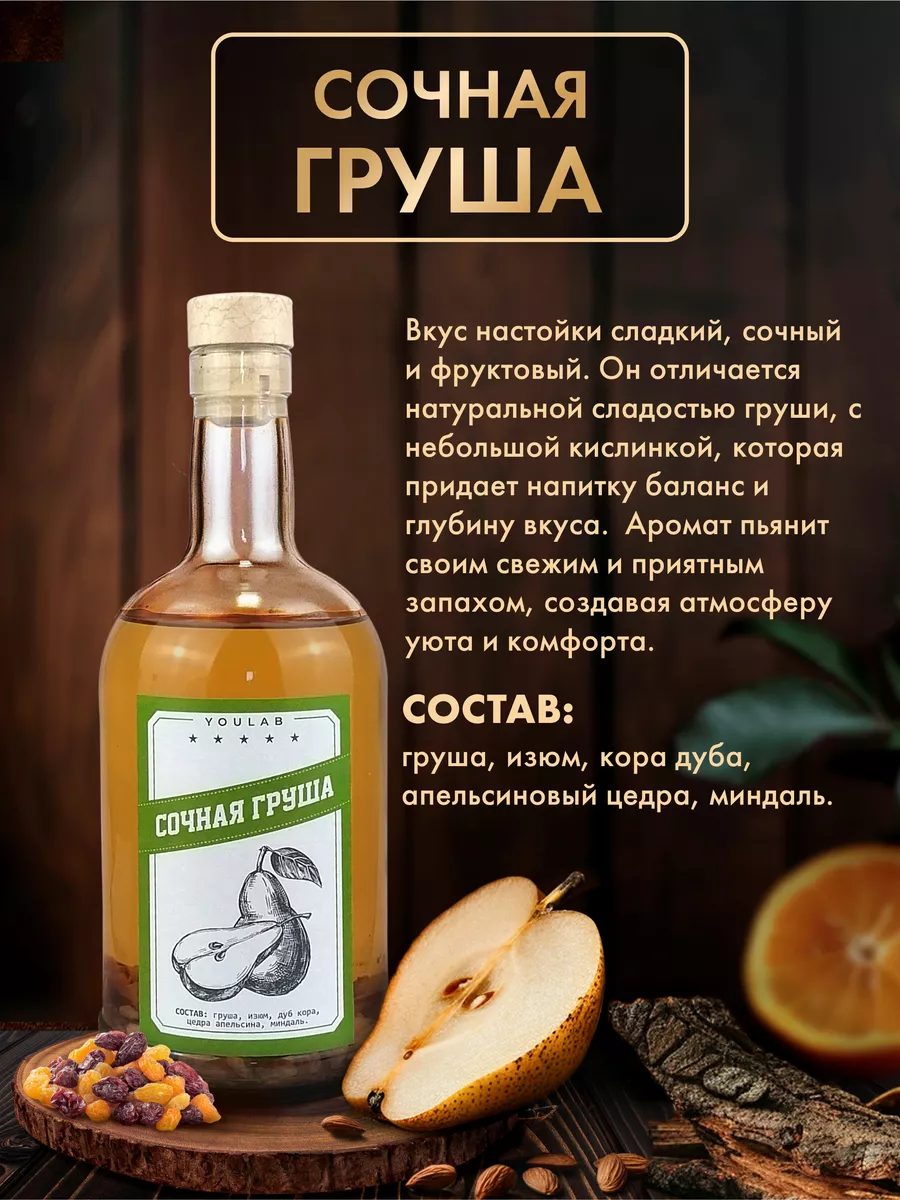 СОЧНАЯ
ГРУША
Вкус настойки сладкий, сочный
и фруктовый. Он отличается
натуральной сладостью груши, с
небольшой кислинкой, которая
придает напитку баланс и
глубину вкуса. Аромат пьянит
своим свежим и приятным
запахом, создавая атмосферу
уюта и комфорта.
СОСТАВ:
груша, изюм, кора дуба,
апельсиновый цедра, миндаль.
YOULAB
СОЧНАЯ ГРУША
СОСТАВ: груша, изюм, дуб кора,
цедра апельсина, миндаль.